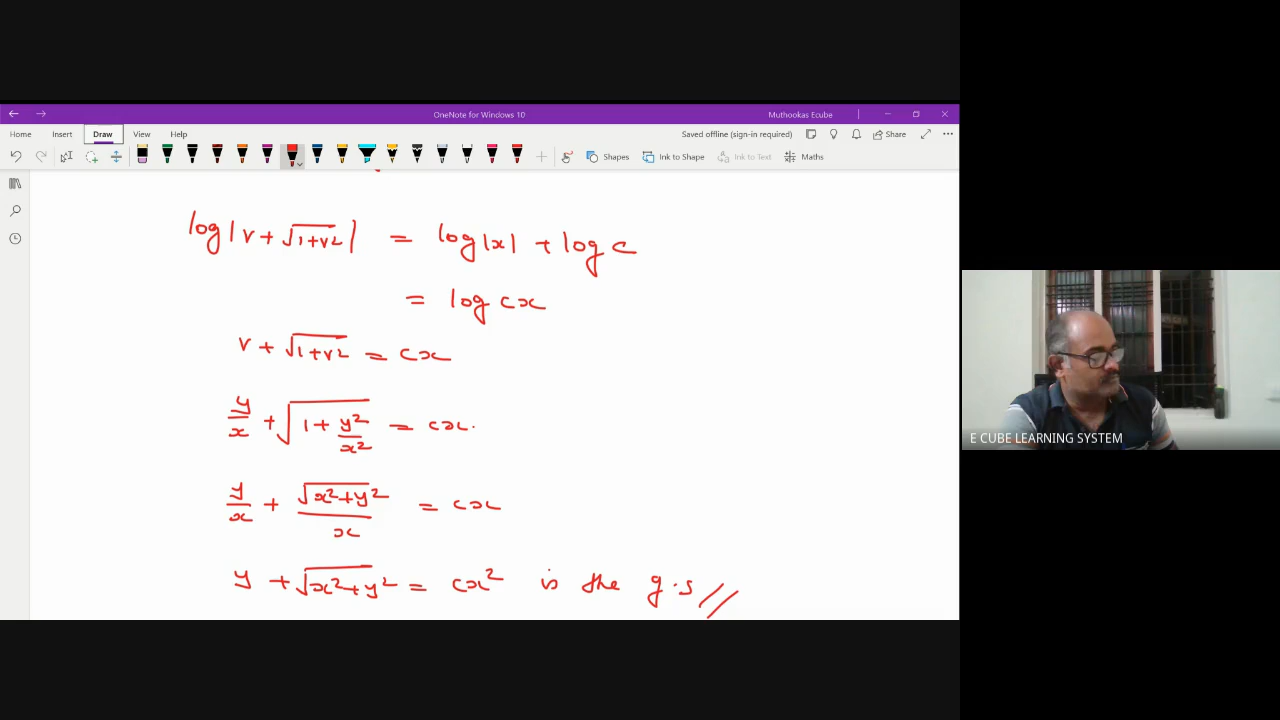 OneNote for Windows 10
Muthookas Ecube
Home Insert Draw View Help
Saved offline (sign-in required) Share
Shapes Ink to Shape Ink to Text Maths
log|v + √(1+v²)| = log|x| + log c
= log cx
v + √(1+v²) = cx
y/x + √(1 + y²/x²) = cx.
y/x + √(x²+y²)/x = cx
y + √(x²+y²) = cx² is the g.s //
E CUBE LEARNING SYSTEM